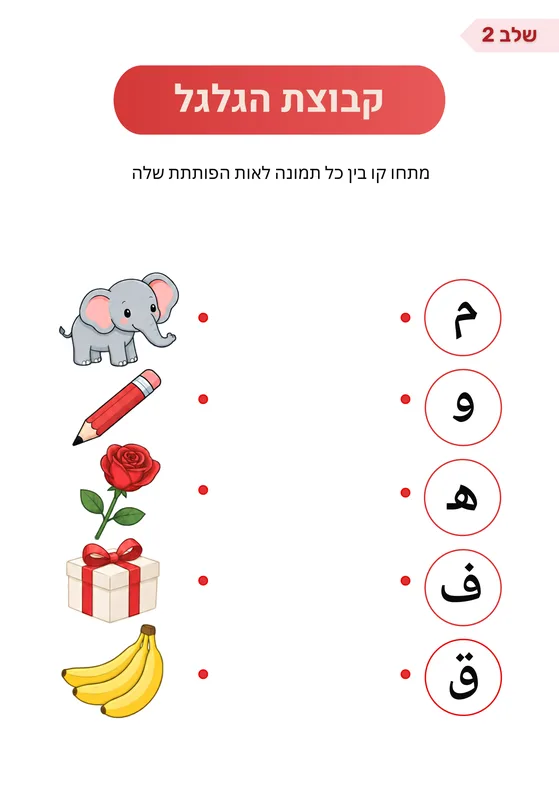 שלב 2
קבוצת הגלגל
מתחו קו בין כל תמונה לאות הפותחת שלה
م
و
ه
ف
ق